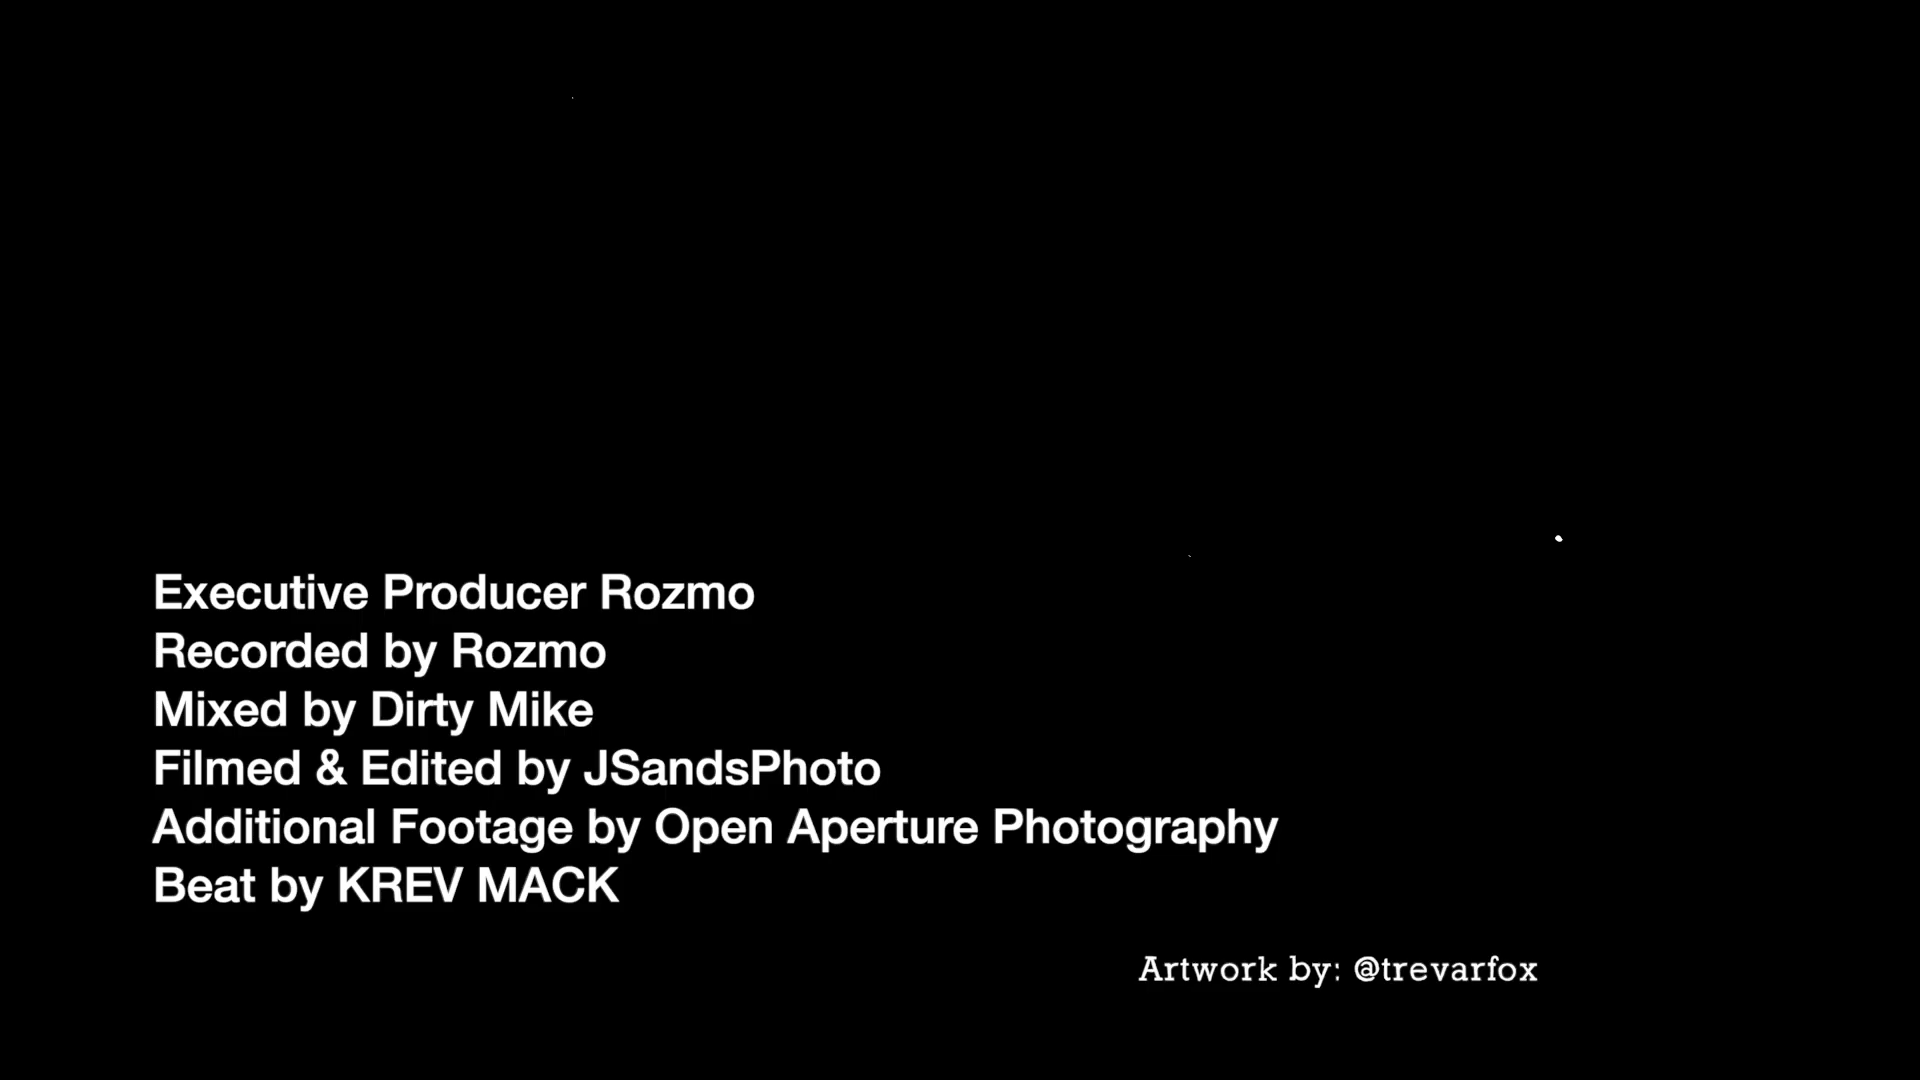 Executive Producer Rozmo
Recorded by Rozmo
Mixed by Dirty Mike
Filmed & Edited by JSandsPhoto
Additional Footage by Open Aperture Photography
Beat by KREV MACK
Artwork by: @trevarfox